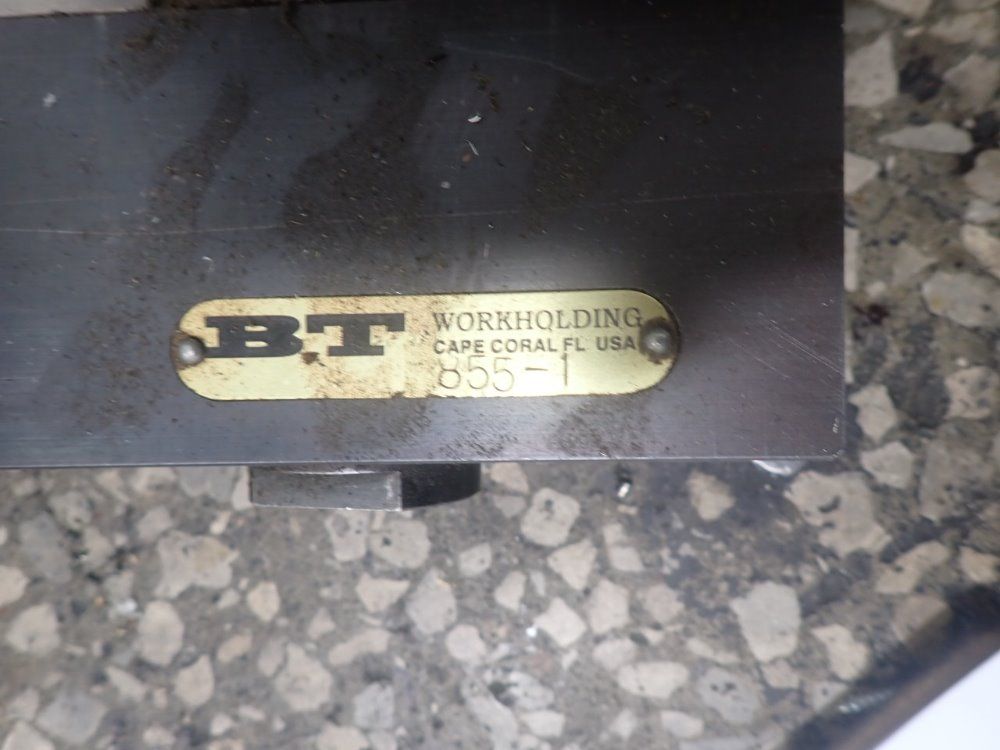 BT WORKHOLDING
CAPE CORAL FL USA
855-1